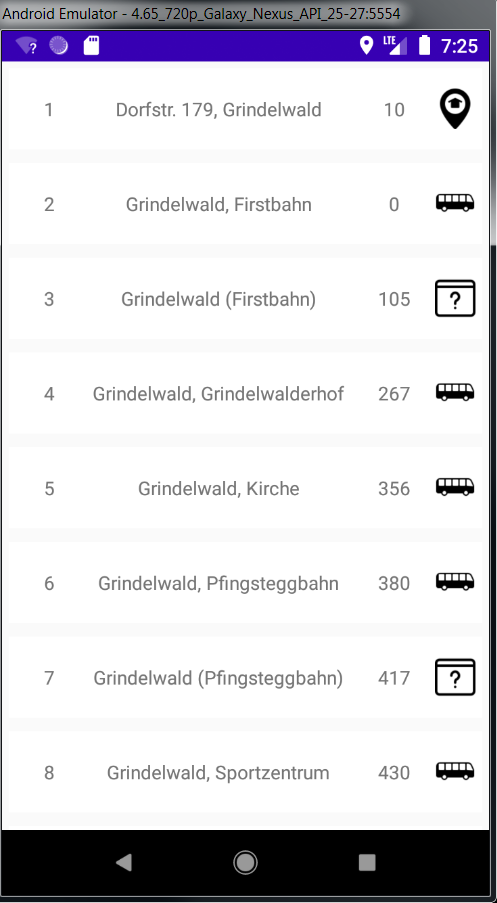 Android Emulator - 4.65_720p_Galaxy_Nexus_API_25-27:5554
? LTE 7:25
1 Dorfstr. 179, Grindelwald 10
2 Grindelwald, Firstbahn 0
3 Grindelwald (Firstbahn) 105 ?
4 Grindelwald, Grindelwalderhof 267
5 Grindelwald, Kirche 356
6 Grindelwald, Pfingsteggbahn 380
7 Grindelwald (Pfingsteggbahn) 417 ?
8 Grindelwald, Sportzentrum 430